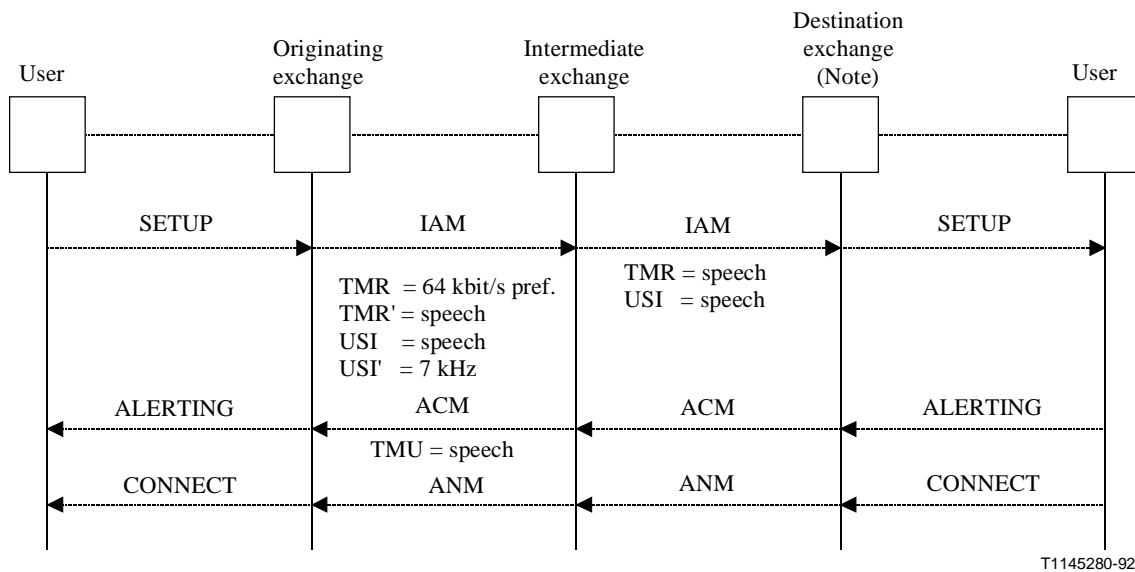 User
Originating
exchange
Intermediate
exchange
Destination
exchange
(Note)
User
SETUP
IAM
IAM
SETUP
TMR = 64 kbit/s pref.
TMR' = speech
USI = speech
USI' = 7 kHz
TMR = speech
USI = speech
ALERTING
ACM
ACM
ALERTING
TMU = speech
CONNECT
ANM
ANM
CONNECT
T1145280-92